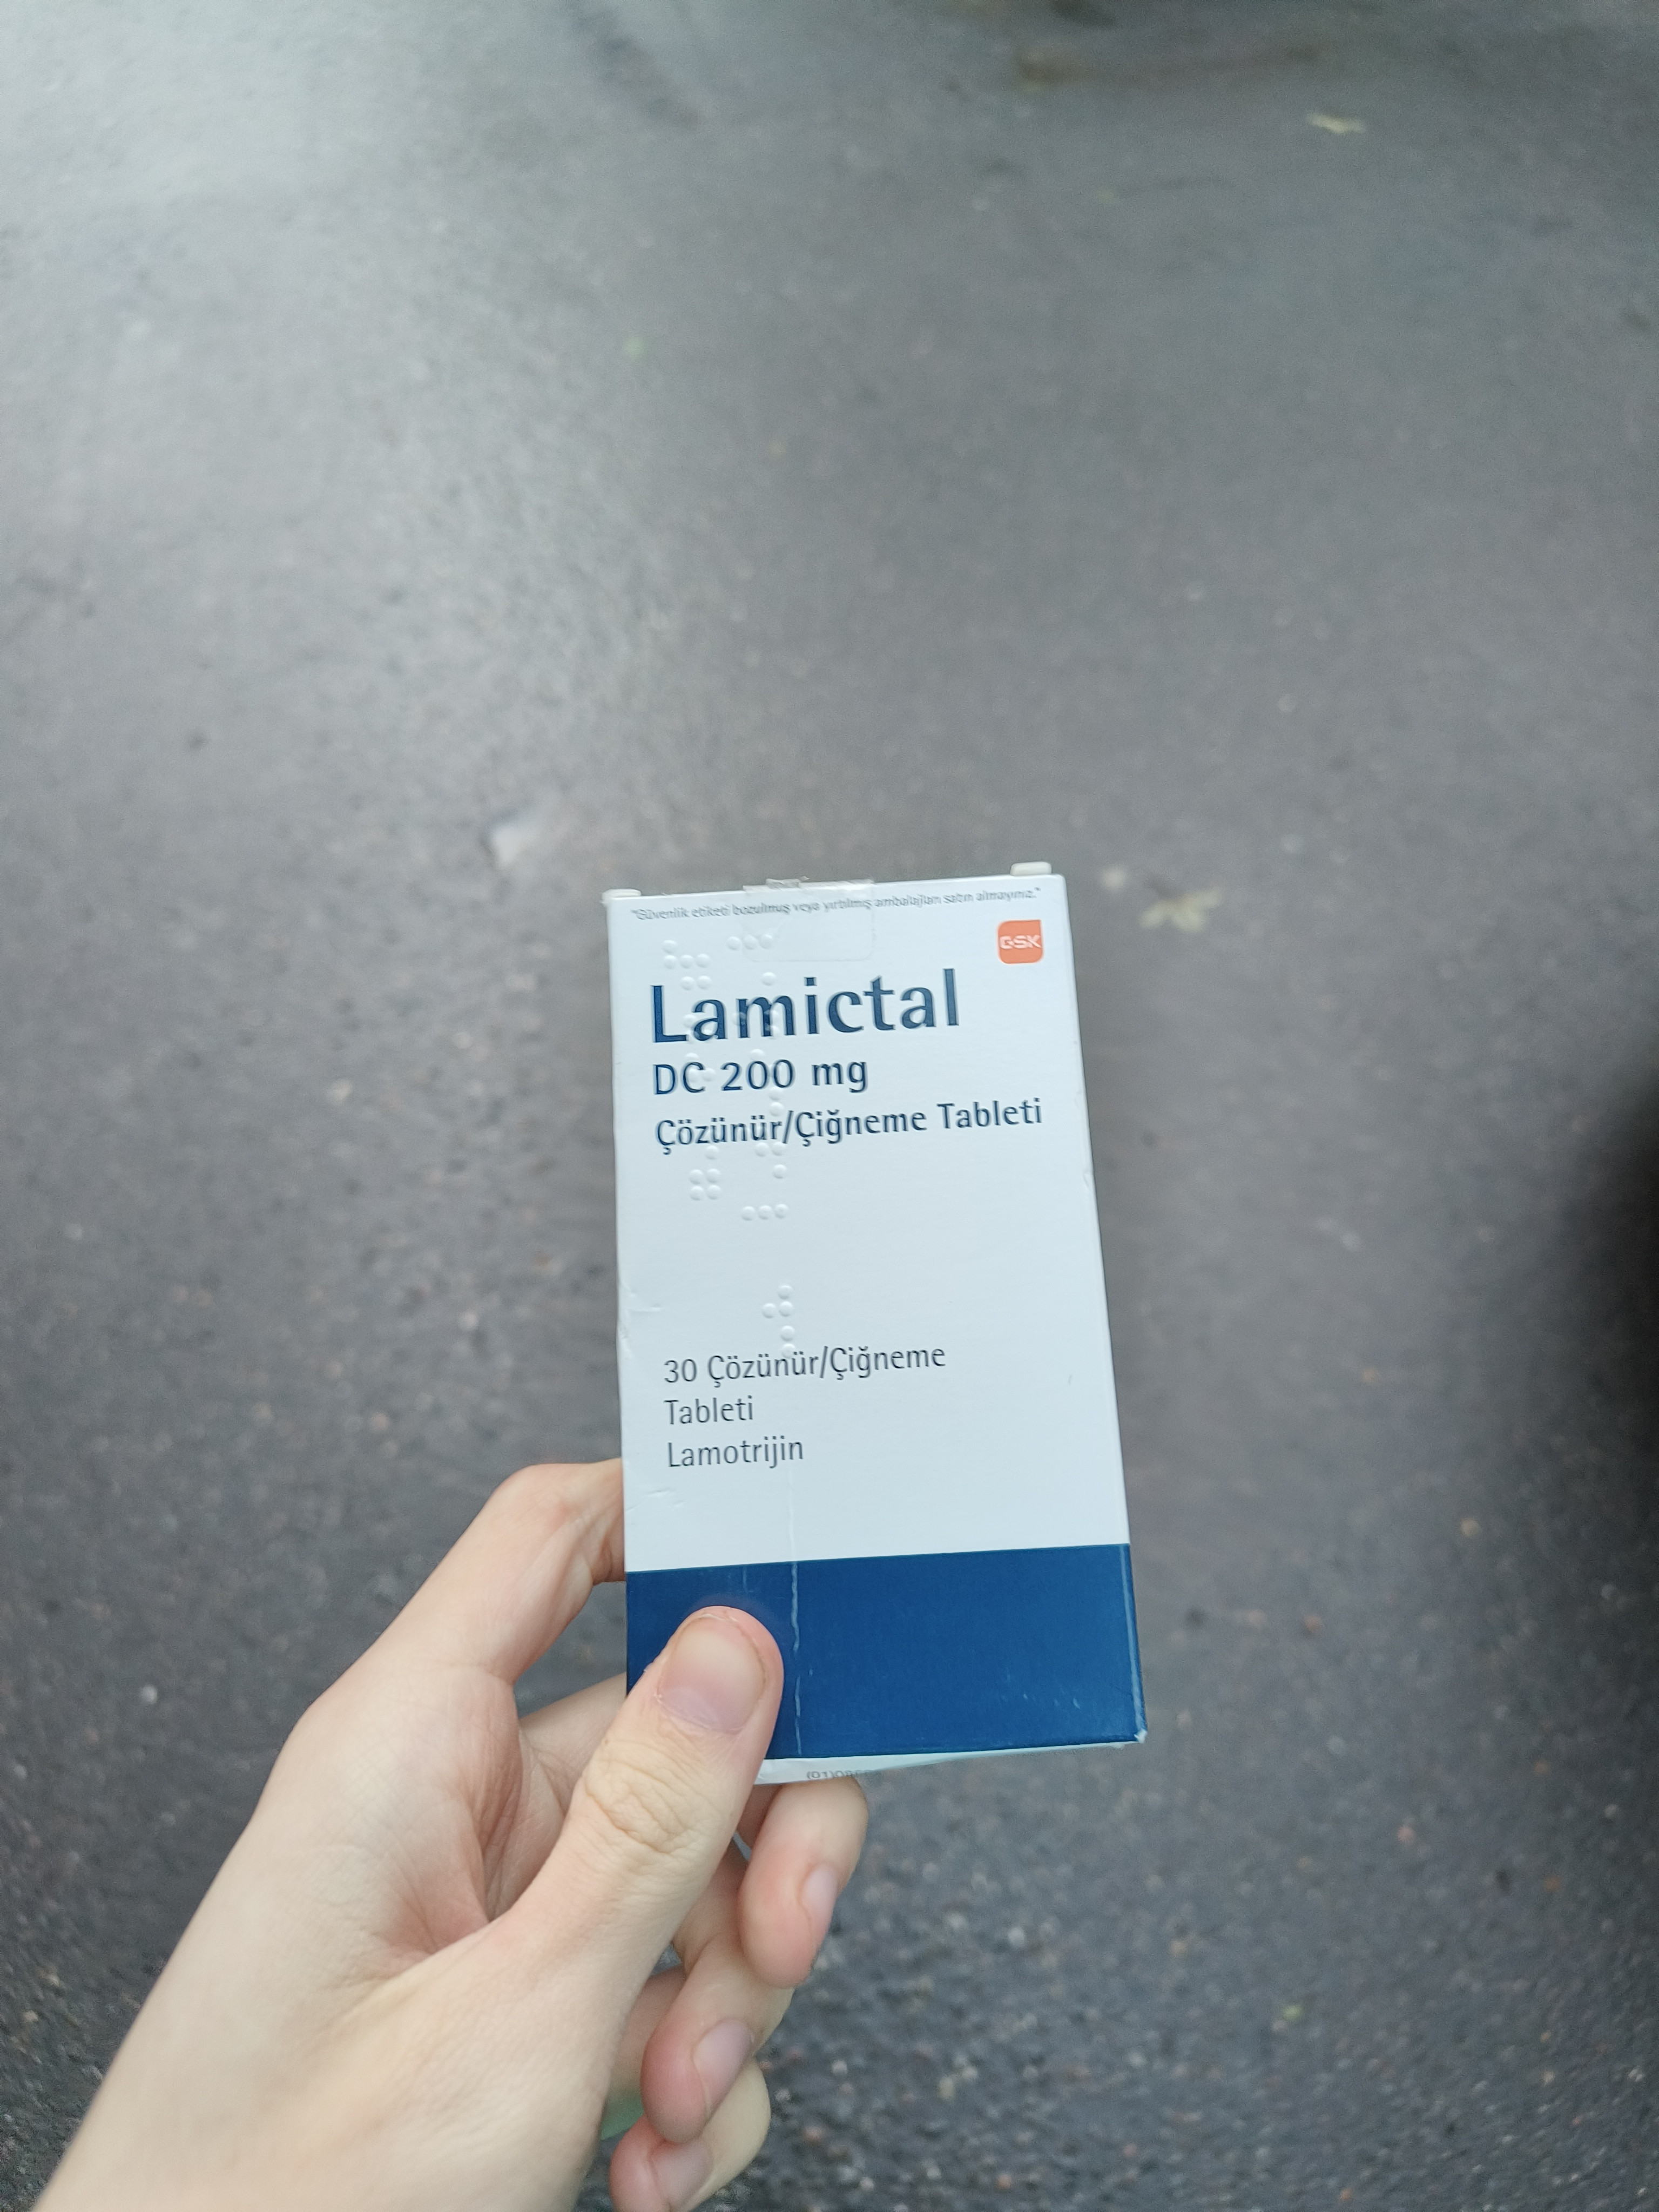 "Güvenlik etiketi bozulmuş veya yırtılmış ambalajları satın almayınız."
GSK
Lamictal
DC 200 mg
Çözünür/Çiğneme Tableti
30 Çözünür/Çiğneme
Tableti
Lamotrijin